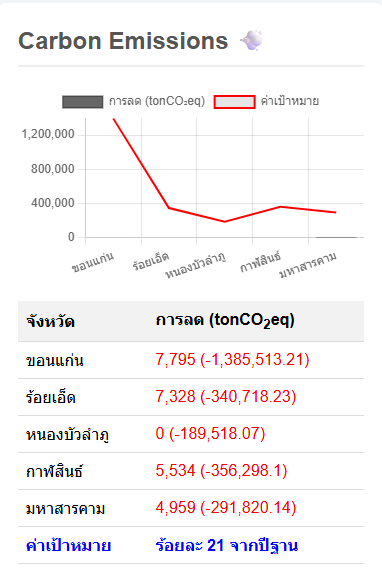 Carbon Emissions
การลด (tonCO₂eq) ค่าเป้าหมาย
1,200,000
800,000
400,000
0
ขอนแก่น ร้อยเอ็ด หนองบัวลำภู กาฬสินธ์ มหาสารคาม
จังหวัด การลด (tonCO₂eq)
ขอนแก่น 7,795 (-1,385,513.21)
ร้อยเอ็ด 7,328 (-340,718.23)
หนองบัวลำภู 0 (-189,518.07)
กาฬสินธ์ 5,534 (-356,298.1)
มหาสารคาม 4,959 (-291,820.14)
ค่าเป้าหมาย ร้อยละ 21 จากปีฐาน